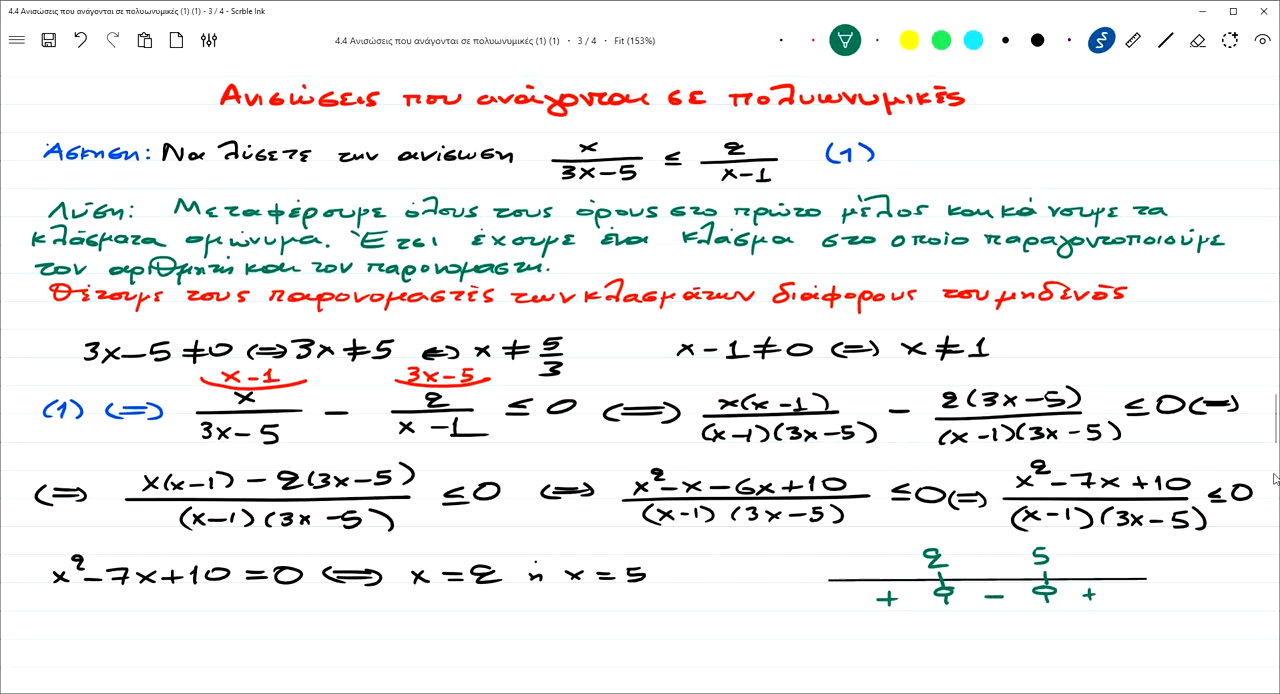 4.4 Ανισώσεις που ανάγονται σε πολυωνυμικές (1) (1) - 3 / 4 - Scrble Ink
4.4 Ανισώσεις που ανάγονται σε πολυωνυμικές (1) (1) • 3 / 4 • Fit (153%)
Ανισώσεις που ανάγονται σε πολυωνυμικές
Άσκηση: Να λύσετε την ανίσωση x/(3x-5) ≤ 2/(x-1) (1)
Λύση: Μεταφέρουμε όλους τους όρους στο πρώτο μέλος και κάνουμε τα
κλάσματα ομώνυμα. Έτσι έχουμε ένα κλάσμα στο οποίο παραγοντοποιούμε
τον αριθμητή και τον παρονομαστή.
Θέτουμε τους παρονομαστές των κλασμάτων διάφορους του μηδενός
3x-5≠0 ⟺ 3x≠5 ⟺ x≠5/3 x-1≠0 ⟺ x≠1
x-1 3x-5
(1) ⟺ x/(3x-5) - 2/(x-1) ≤ 0 ⟺ x(x-1)/((x-1)(3x-5)) - 2(3x-5)/((x-1)(3x-5)) ≤ 0 ⟺
⟺ (x(x-1)-2(3x-5))/((x-1)(3x-5)) ≤ 0 ⟺ (x²-x-6x+10)/((x-1)(3x-5)) ≤ 0 ⟺ (x²-7x+10)/((x-1)(3x-5)) ≤ 0
x²-7x+10=0 ⟺ x=2 ή x=5
2 5
+ - +